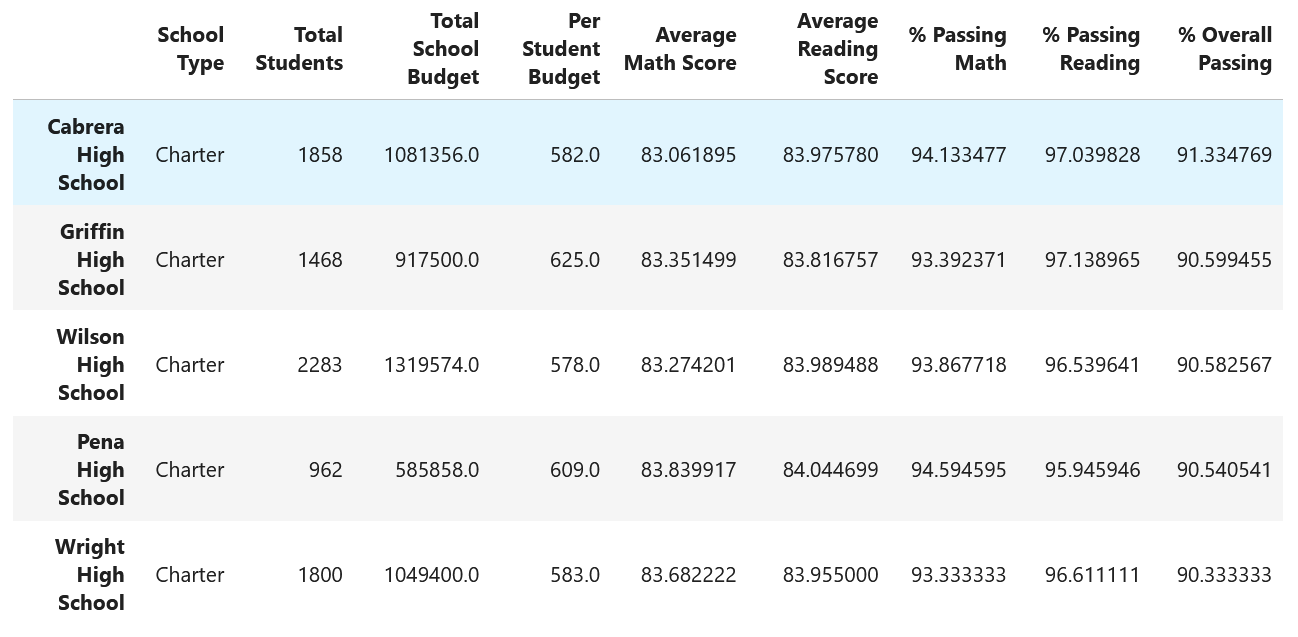 School Type Total Students Total School Budget Per Student Budget Average Math Score Average Reading Score % Passing Math % Passing Reading % Overall Passing
Cabrera High School Charter 1858 1081356.0 582.0 83.061895 83.975780 94.133477 97.039828 91.334769
Griffin High School Charter 1468 917500.0 625.0 83.351499 83.816757 93.392371 97.138965 90.599455
Wilson High School Charter 2283 1319574.0 578.0 83.274201 83.989488 93.867718 96.539641 90.582567
Pena High School Charter 962 585858.0 609.0 83.839917 84.044699 94.594595 95.945946 90.540541
Wright High School Charter 1800 1049400.0 583.0 83.682222 83.955000 93.333333 96.611111 90.333333